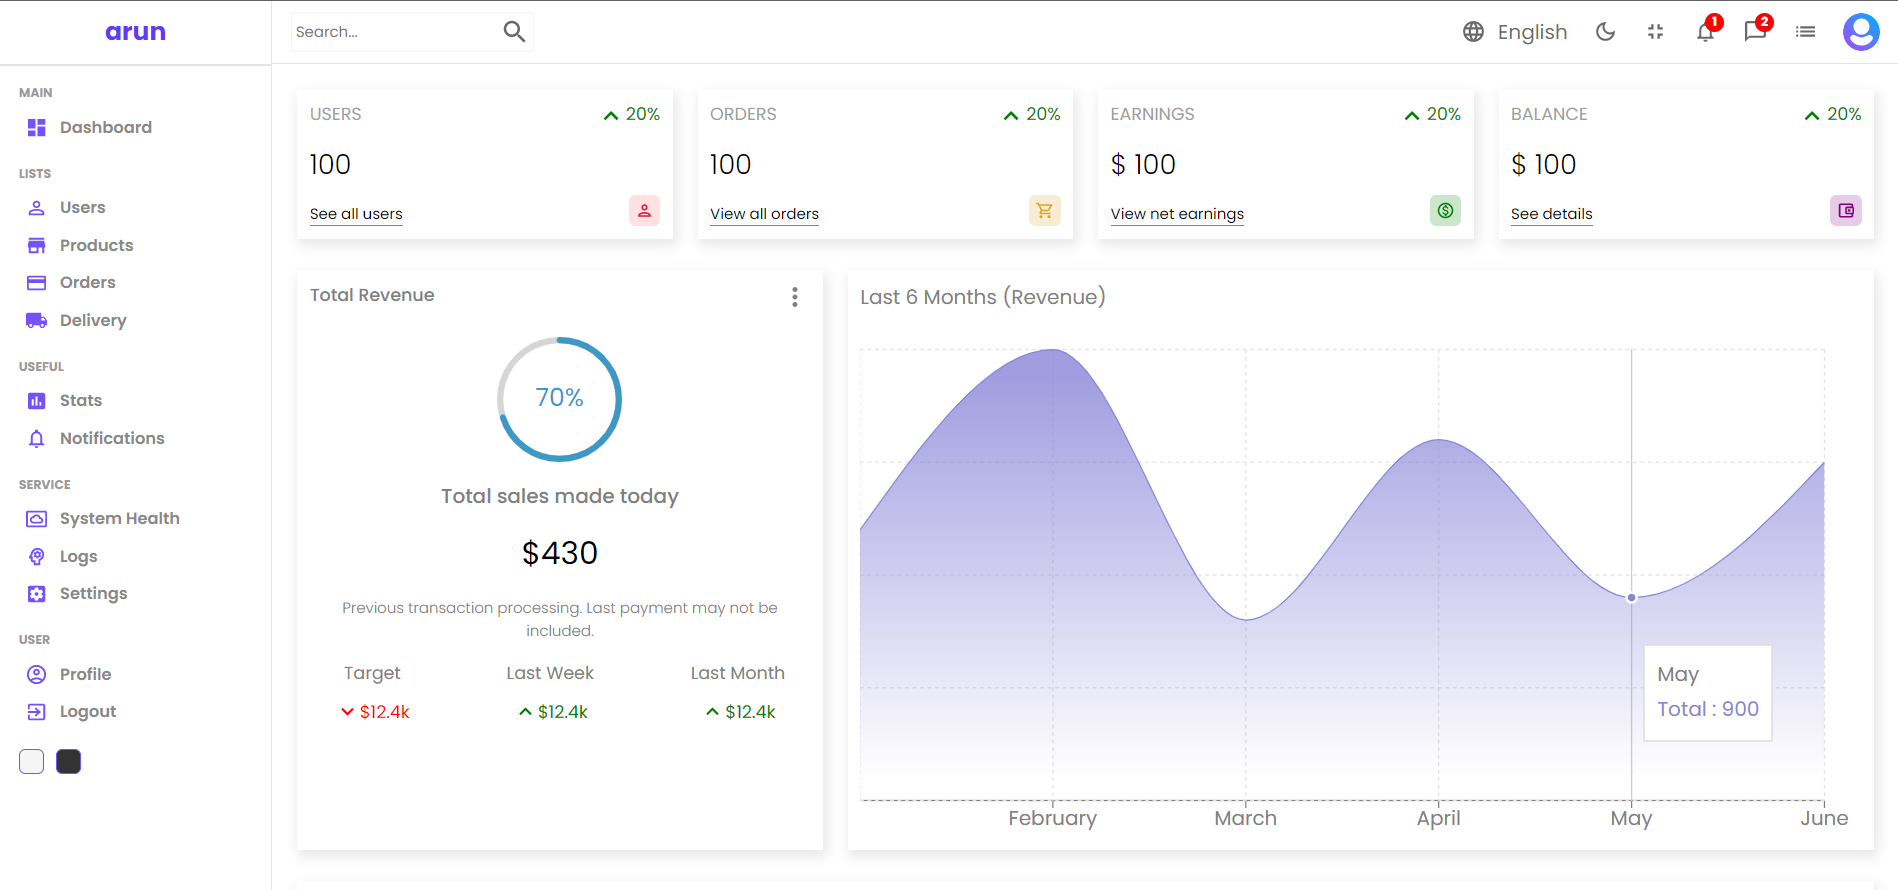 arun
Search...
English
1
2
MAIN
Dashboard
LISTS
Users
Products
Orders
Delivery
USEFUL
Stats
Notifications
SERVICE
System Health
Logs
Settings
USER
Profile
Logout
USERS
20%
100
See all users
ORDERS
20%
100
View all orders
EARNINGS
20%
$ 100
View net earnings
BALANCE
20%
$ 100
See details
Total Revenue
70%
Total sales made today
$430
Previous transaction processing. Last payment may not be
included.
Target
$12.4k
Last Week
$12.4k
Last Month
$12.4k
Last 6 Months (Revenue)
May
Total : 900
February
March
April
May
June